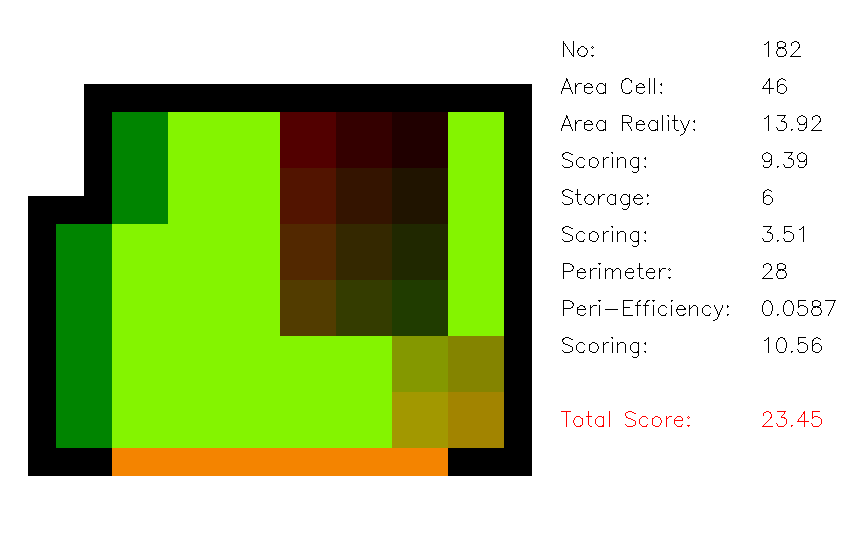 No: 182
Area Cell: 46
Area Reality: 13.92
Scoring: 9.39
Storage: 6
Scoring: 3.51
Perimeter: 28
Peri-Efficiency: 0.0587
Scoring: 10.56
Total Score: 23.45